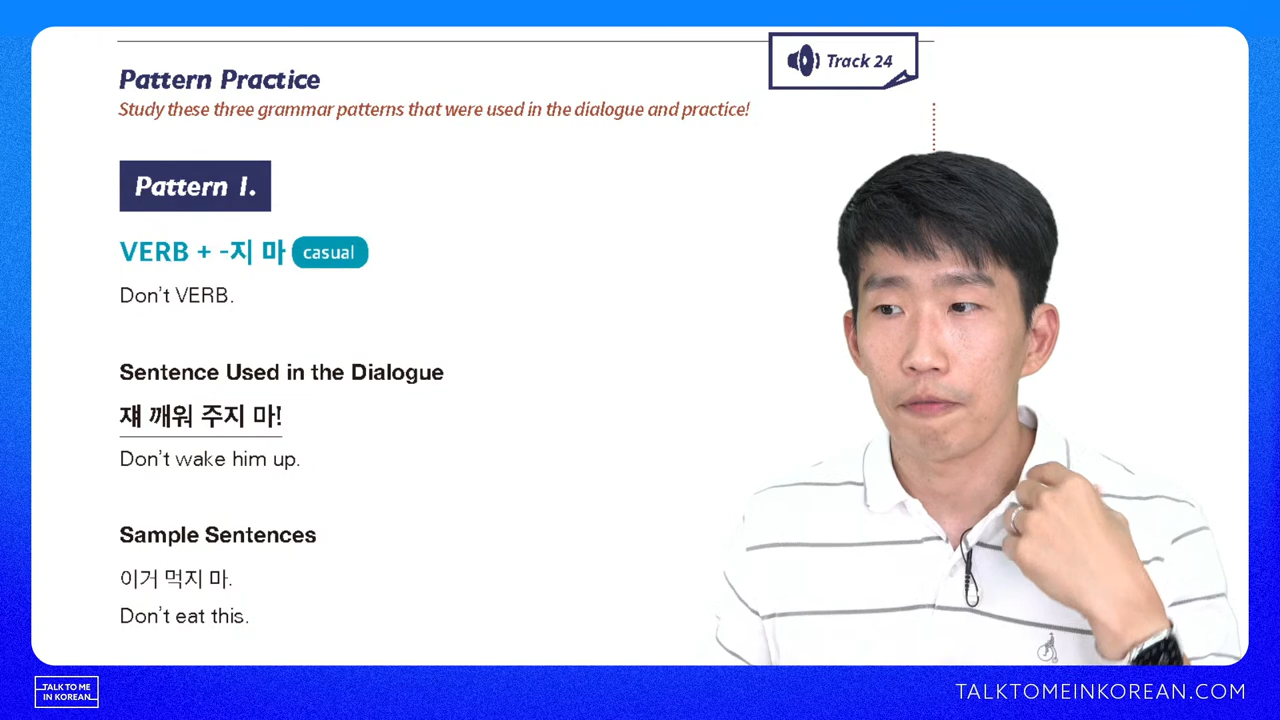 Track 24
Pattern Practice
Study these three grammar patterns that were used in the dialogue and practice!
Pattern 1.
VERB + -지 마 casual
Don't VERB.
Sentence Used in the Dialogue
쟤 깨워 주지 마!
Don't wake him up.
Sample Sentences
이거 먹지 마.
Don't eat this.
TALK TO ME
IN KOREAN
TALKTOMEINKOREAN.COM